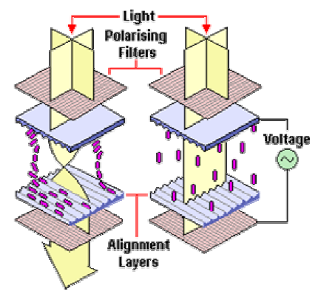 Light
Polarising
Filters
Voltage
Alignment
Layers